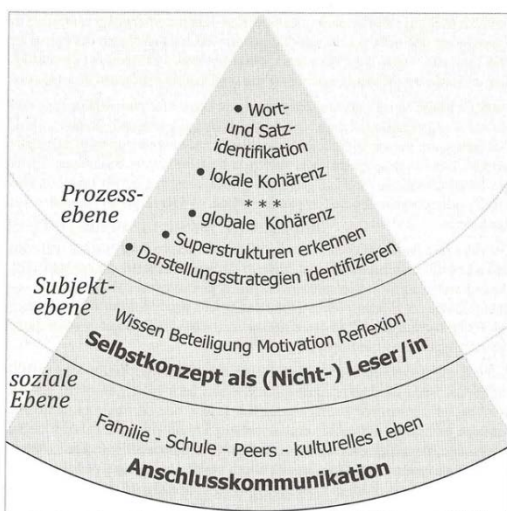 • Wort-
und Satz-
identifikation
• lokale Kohärenz
* * *
• globale Kohärenz
• Superstrukturen erkennen
• Darstellungsstrategien identifizieren
Prozess-
ebene
Wissen Beteiligung Motivation Reflexion
Selbstkonzept als (Nicht-) Leser/in
Subjekt-
ebene
Familie - Schule - Peers - kulturelles Leben
Anschlusskommunikation
soziale
Ebene